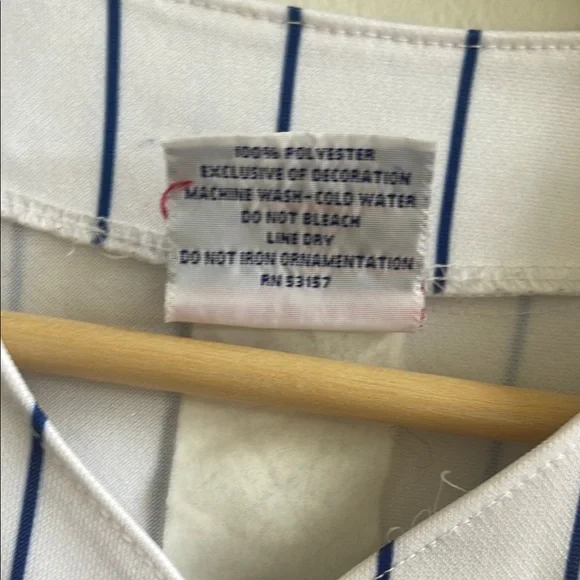 100% POLYESTER
EXCLUSIVE OF DECORATION
MACHINE WASH-COLD WATER
DO NOT BLEACH
LINE DRY
DO NOT IRON ORNAMENTATION
RN 53157